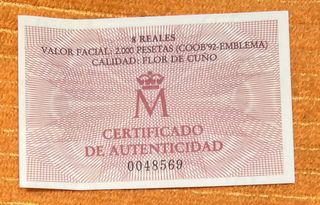 8 REALES
VALOR FACIAL: 2.000 PESETAS (COOB'92-EMBLEMA)
CALIDAD: FLOR DE CUÑO
M
CERTIFICADO
DE AUTENTICIDAD
0048569